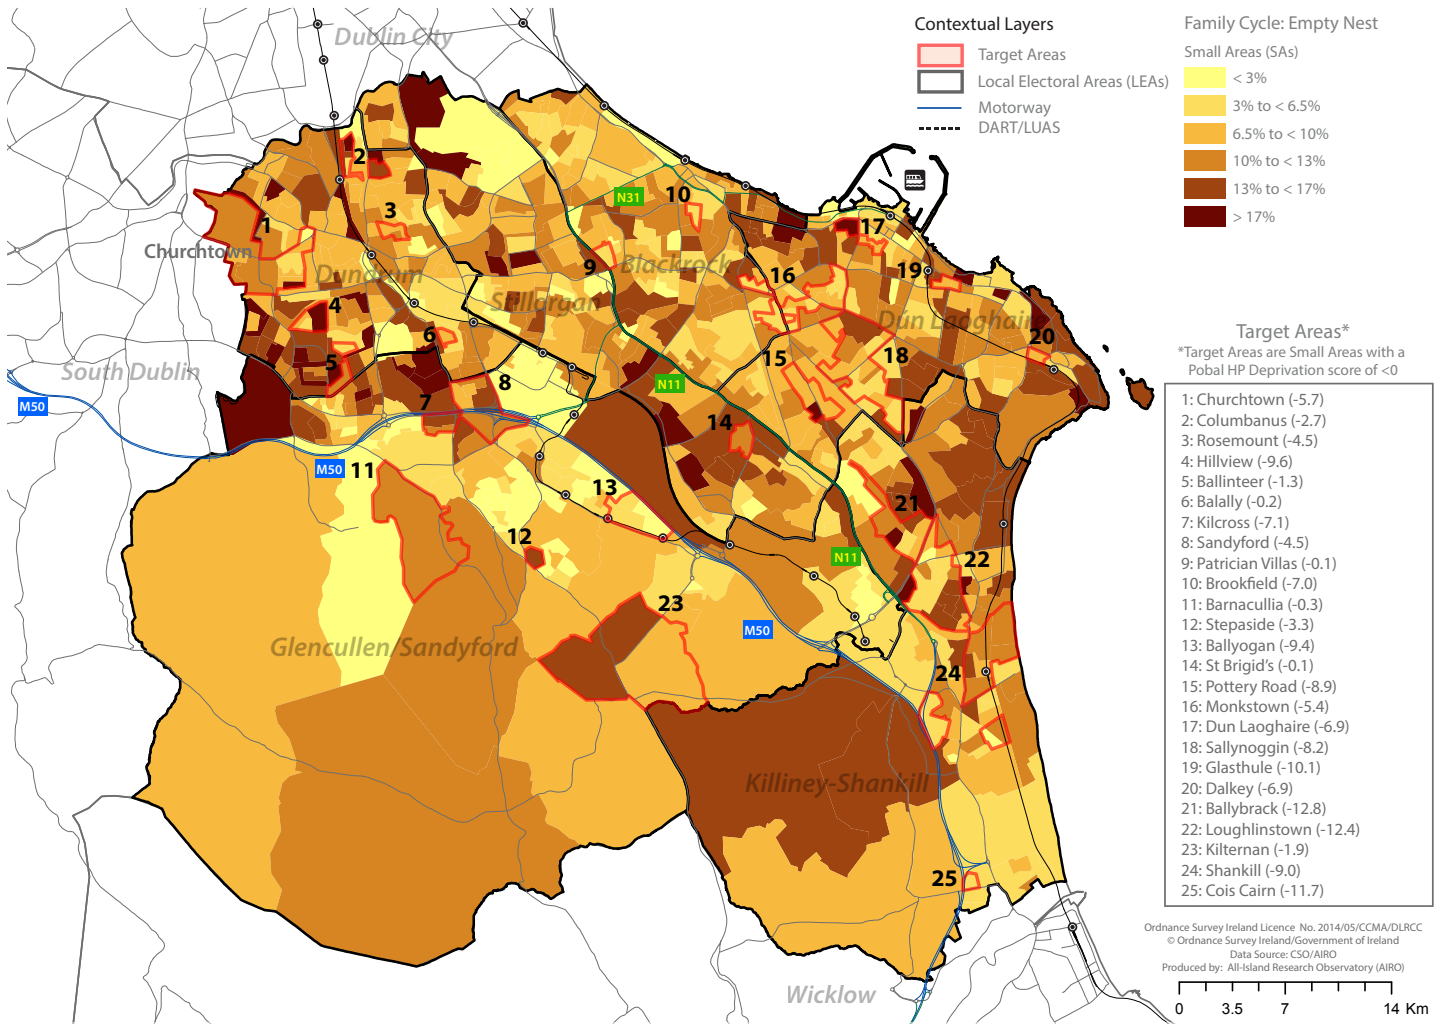 Contextual Layers
Target Areas
Local Electoral Areas (LEAs)
Motorway
DART/LUAS
Family Cycle: Empty Nest
Small Areas (SAs)
< 3%
3% to < 6.5%
6.5% to < 10%
10% to < 13%
13% to < 17%
> 17%
Dublin City
2
N31
10
1
3
17
Churchtown
Dundrum
9
Blackrock
16
19
4
Stillorgan
Dún Laoghaire
6
20
South Dublin
5
15
18
8
N11
M50
7
14
M50
11
13
21
12
N11
22
23
M50
Glencullen/Sandyford
24
Killiney-Shankill
25
Wicklow
Target Areas*
*Target Areas are Small Areas with a
Pobal HP Deprivation score of <0
1: Churchtown (-5.7)
2: Columbanus (-2.7)
3: Rosemount (-4.5)
4: Hillview (-9.6)
5: Ballinteer (-1.3)
6: Balally (-0.2)
7: Kilcross (-7.1)
8: Sandyford (-4.5)
9: Patrician Villas (-0.1)
10: Brookfield (-7.0)
11: Barnacullia (-0.3)
12: Stepaside (-3.3)
13: Ballyogan (-9.4)
14: St Brigid's (-0.1)
15: Pottery Road (-8.9)
16: Monkstown (-5.4)
17: Dun Laoghaire (-6.9)
18: Sallynoggin (-8.2)
19: Glasthule (-10.1)
20: Dalkey (-6.9)
21: Ballybrack (-12.8)
22: Loughlinstown (-12.4)
23: Kilternan (-1.9)
24: Shankill (-9.0)
25: Cois Cairn (-11.7)
Ordnance Survey Ireland Licence No. 2014/05/CCMA/DLRCC
© Ordnance Survey Ireland/Government of Ireland
Data Source: CSO/AIRO
Produced by: All-Island Research Observatory (AIRO)
0 3.5 7 14 Km